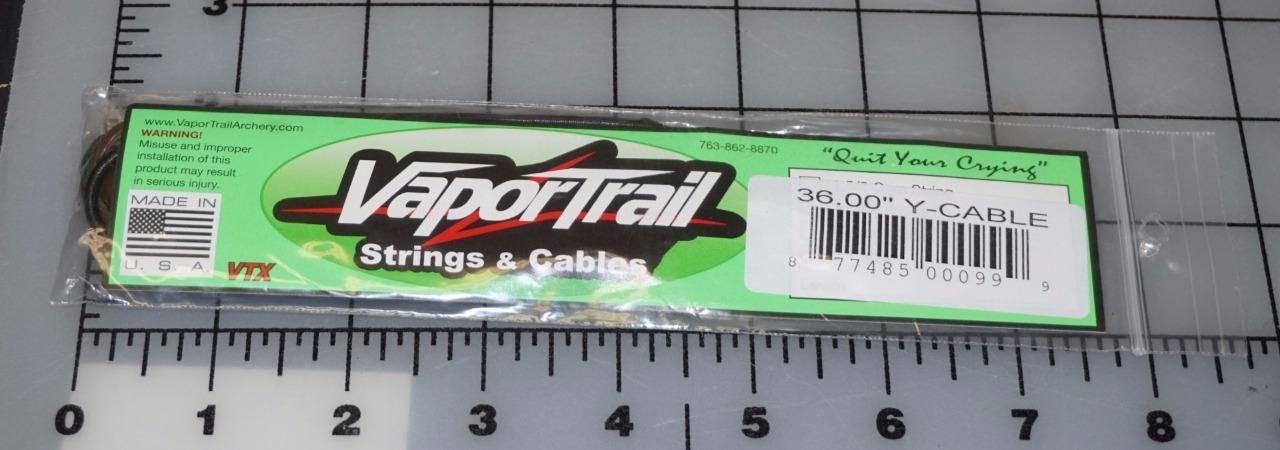 3
www.VaporTrailArchery.com
WARNING!
Misuse and improper
installation of this
product may result
in serious injury.
MADE IN
U. S. A.
VTX
VaporTrail
Strings & Cables
763-862-8870
"Quit Your Crying"
String
36.00" Y-CABLE
8 77485 00099 9
0 1 2 3 4 5 6 7 8